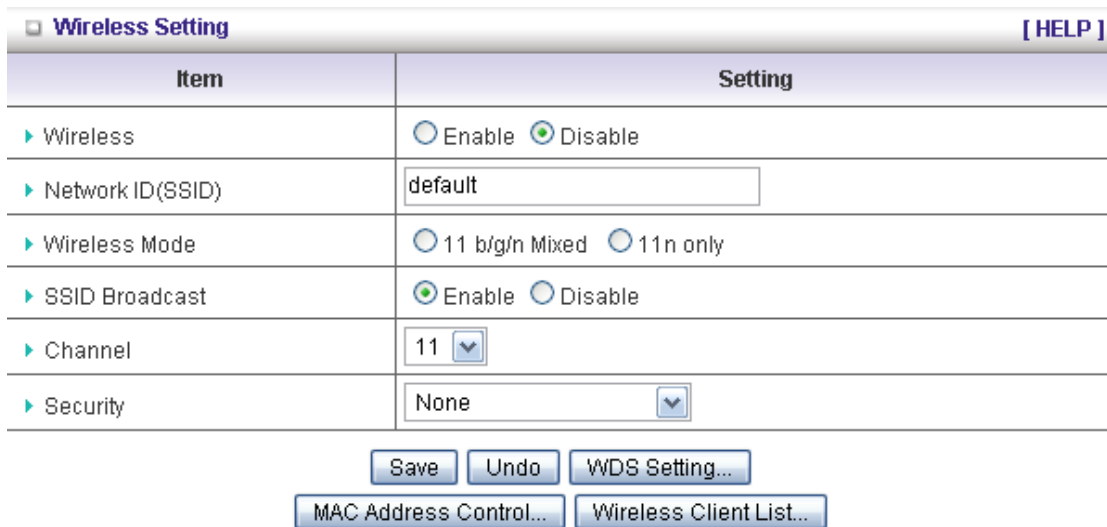 Wireless Setting [ HELP ]
Item Setting
Wireless Enable Disable
Network ID(SSID) default
Wireless Mode 11 b/g/n Mixed 11n only
SSID Broadcast Enable Disable
Channel 11
Security None
Save Undo WDS Setting...
MAC Address Control... Wireless Client List...